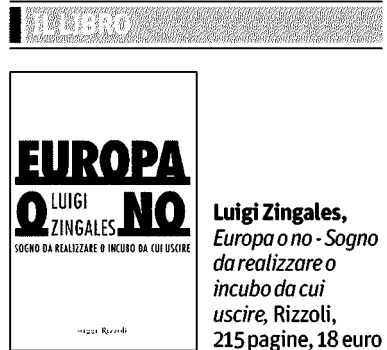 IL LIBRO
EUROPA
O LUIGI ZINGALES NO
SOGNO DA REALIZZARE O INCUBO DA CUI USCIRE
saggi Rizzoli
Luigi Zingales,
Europa o no - Sogno
da realizzare o
incubo da cui
uscire, Rizzoli,
215 pagine, 18 euro